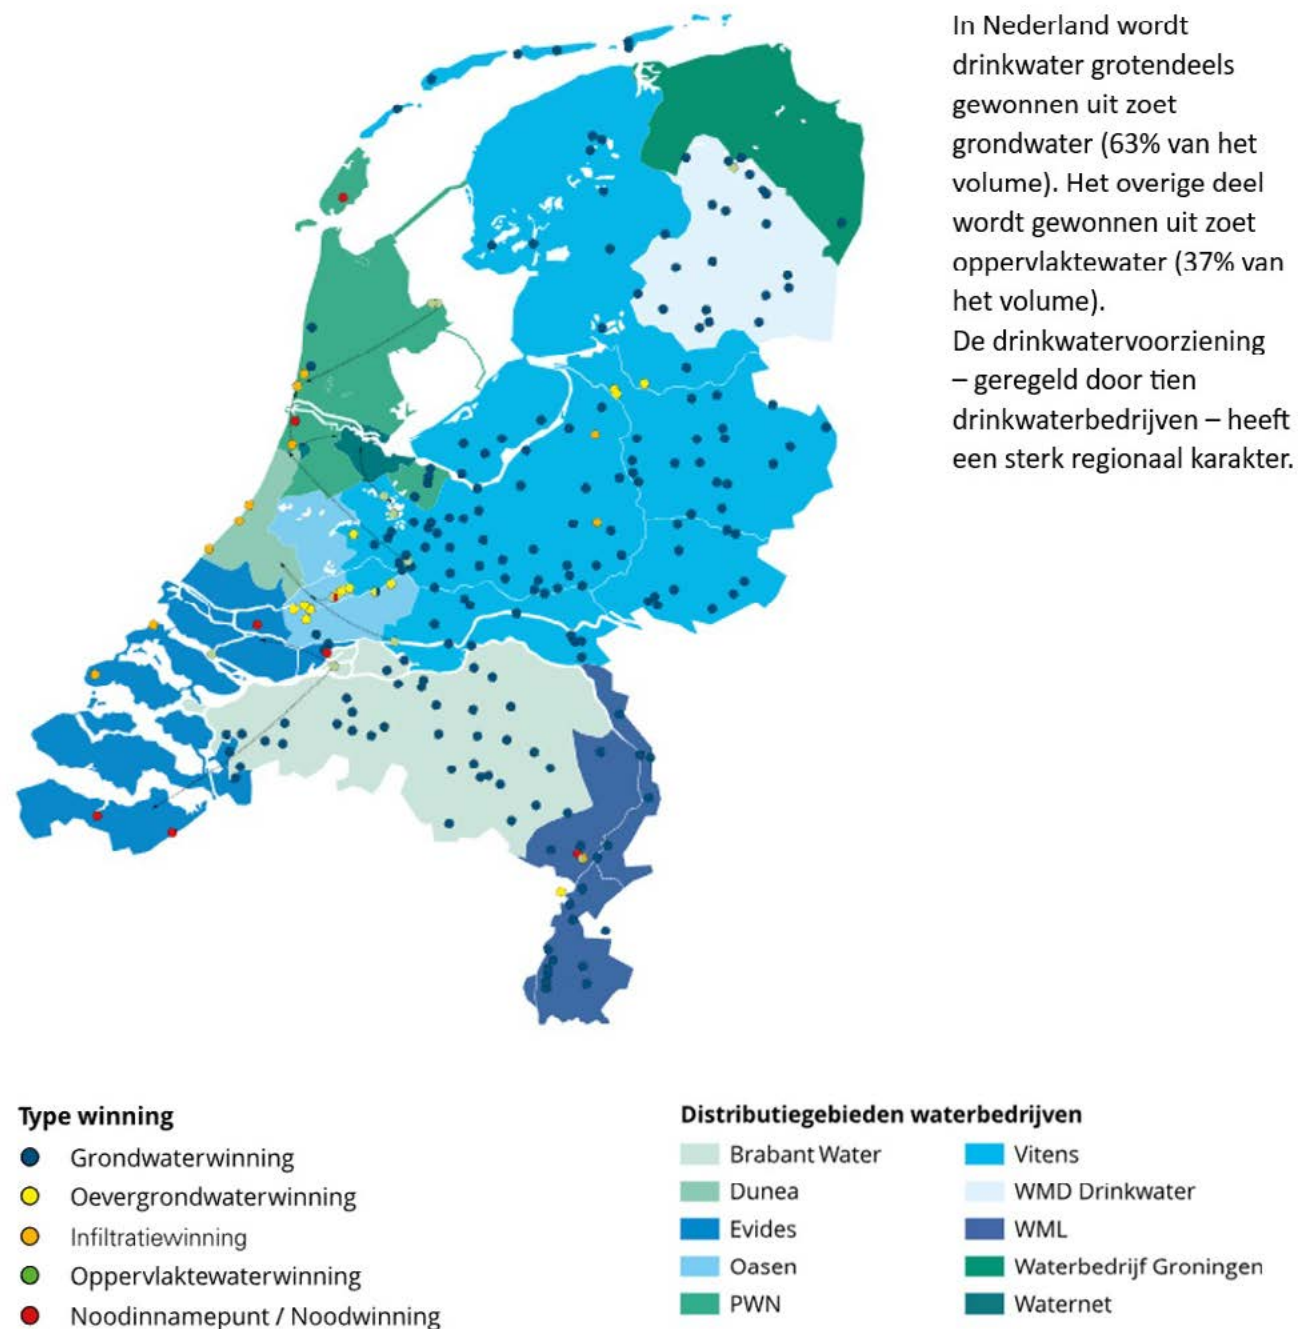 In Nederland wordt
drinkwater grotendeels
gewonnen uit zoet
grondwater (63% van het
volume). Het overige deel
wordt gewonnen uit zoet
oppervlaktewater (37% van
het volume).
De drinkwatervoorziening
– geregeld door tien
drinkwaterbedrijven – heeft
een sterk regionaal karakter.
Type winning
Grondwaterwinning
Oevergrondwaterwinning
Infiltratiewinning
Oppervlaktewaterwinning
Noodinnamepunt / Noodwinning
Distributiegebieden waterbedrijven
Brabant Water
Dunea
Evides
Oasen
PWN
Vitens
WMD Drinkwater
WML
Waterbedrijf Groningen
Waternet